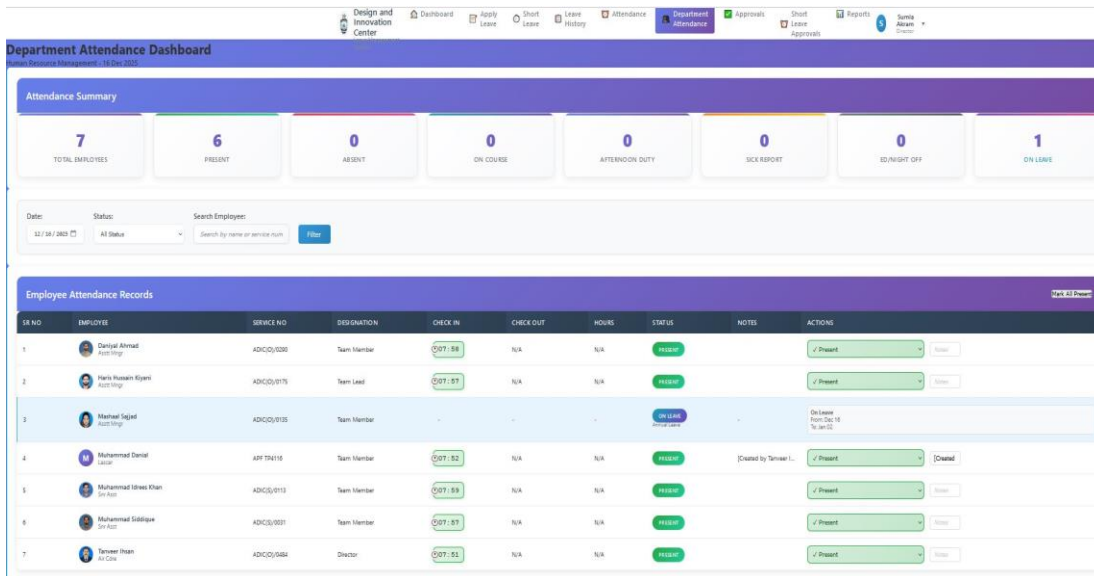 Design and Innovation Center
Dashboard
Apply Leave
Short Leave
Leave History
Attendance
Department Attendance
Approvals
Short Leave Approvals
Reports
S
Sumia Akram
Director
Department Attendance Dashboard
Human Resource Management - 16 Dec 2025
Attendance Summary
7 6 0 0 0 0 0 1
TOTAL EMPLOYEES PRESENT ABSENT ON COURSE AFTERNOON DUTY SICK REPORT ED/NIGHT OFF ON LEAVE
Date: Status: Search Employee:
12/16/2025 All Status Search by name or service num Filter
Employee Attendance Records Mark All Present
SR NO EMPLOYEE SERVICE NO DESIGNATION CHECK IN CHECK OUT HOURS STATUS NOTES ACTIONS
1 Daniyal Ahmad ADIC(O)/0290 Team Member 07:58 N/A N/A PRESENT ✓ Present Notes
Asstt Mngr
2 Haris Hussain Kiyani ADIC(O)/0175 Team Lead 07:57 N/A N/A PRESENT ✓ Present Notes
Asstt Mngr
3 Mashael Sajjad ADIC(O)/0135 Team Member - - - ON LEAVE - On Leave
Asstt Mngr Annual Leave From: Dec 16
To: Jan 02
4 M Muhammad Danial APF TP4116 Team Member 07:52 N/A N/A PRESENT [Created by Tanveer I... ✓ Present [Created
Lascar
5 Muhammad Idrees Khan ADIC(S)/0113 Team Member 07:59 N/A N/A PRESENT ✓ Present Notes
Snr Asst
6 Muhammad Siddique ADIC(S)/0031 Team Member 07:57 N/A N/A PRESENT ✓ Present Notes
Snr Asst
7 Tanveer Ihsan ADIC(O)/0484 Director 07:51 N/A N/A PRESENT ✓ Present Notes
Air Cdre